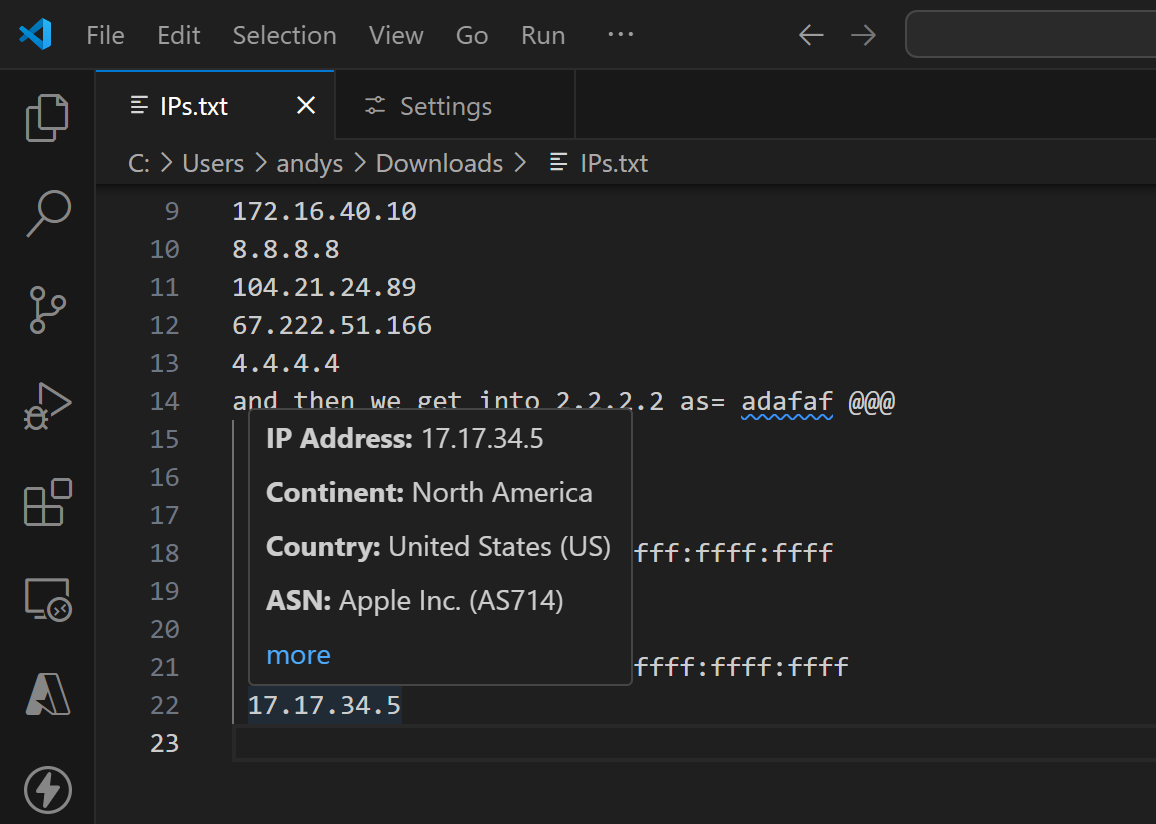 File Edit Selection View Go Run ...
IPs.txt Settings
C: > Users > andys > Downloads > IPs.txt
9 172.16.40.10
10 8.8.8.8
11 104.21.24.89
12 67.222.51.166
13 4.4.4.4
14 and then we get into 2.2.2.2 as= adafaf @@@
15
16
17
18 fff:ffff:ffff
19
20
21 ffff:ffff:ffff
22 17.17.34.5
23
IP Address: 17.17.34.5
Continent: North America
Country: United States (US)
ASN: Apple Inc. (AS714)
more